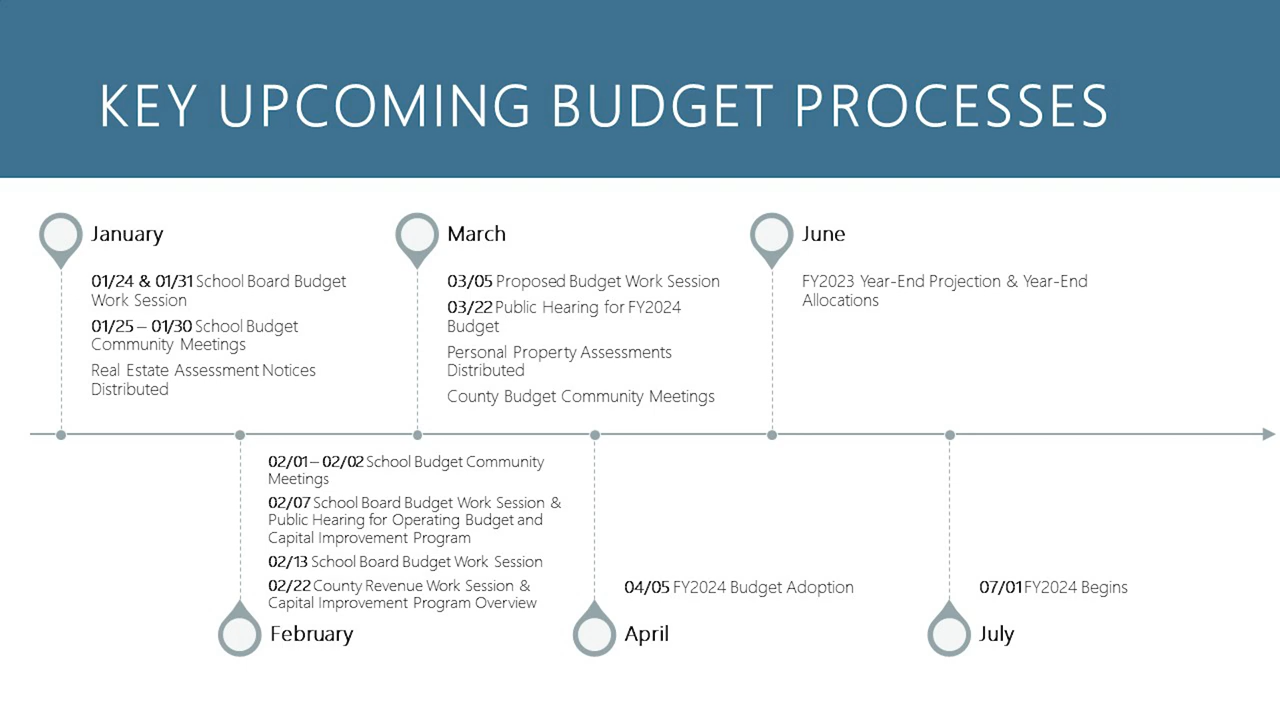 KEY UPCOMING BUDGET PROCESSES
January
01/24 & 01/31 School Board Budget
Work Session
01/25 – 01/30 School Budget
Community Meetings
Real Estate Assessment Notices
Distributed
02/01– 02/02 School Budget Community
Meetings
02/07 School Board Budget Work Session &
Public Hearing for Operating Budget and
Capital Improvement Program
02/13 School Board Budget Work Session
02/22 County Revenue Work Session &
Capital Improvement Program Overview
February
March
03/05 Proposed Budget Work Session
03/22 Public Hearing for FY2024
Budget
Personal Property Assessments
Distributed
County Budget Community Meetings
04/05 FY2024 Budget Adoption
April
June
FY2023 Year-End Projection & Year-End
Allocations
07/01 FY2024 Begins
July